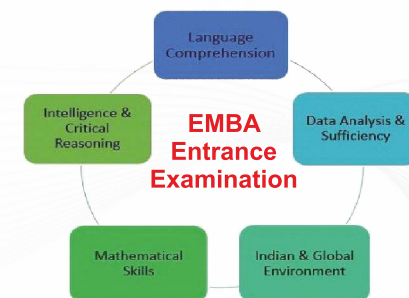 Language
Comprehension
Data Analysis &
Sufficiency
Indian & Global
Environment
Mathematical
Skills
Intelligence &
Critical
Reasoning
EMBA
Entrance
Examination